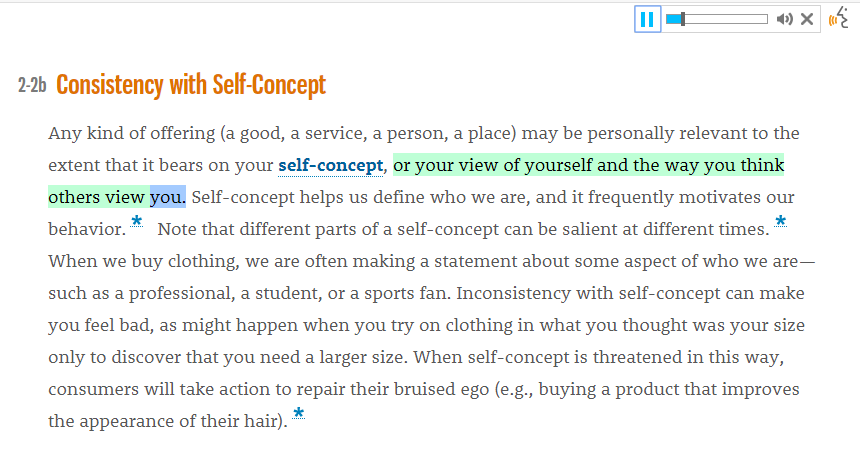 2-2b Consistency with Self-Concept
Any kind of offering (a good, a service, a person, a place) may be personally relevant to the
extent that it bears on your self-concept, or your view of yourself and the way you think
others view you. Self-concept helps us define who we are, and it frequently motivates our
behavior. * Note that different parts of a self-concept can be salient at different times. *
When we buy clothing, we are often making a statement about some aspect of who we are—
such as a professional, a student, or a sports fan. Inconsistency with self-concept can make
you feel bad, as might happen when you try on clothing in what you thought was your size
only to discover that you need a larger size. When self-concept is threatened in this way,
consumers will take action to repair their bruised ego (e.g., buying a product that improves
the appearance of their hair). *